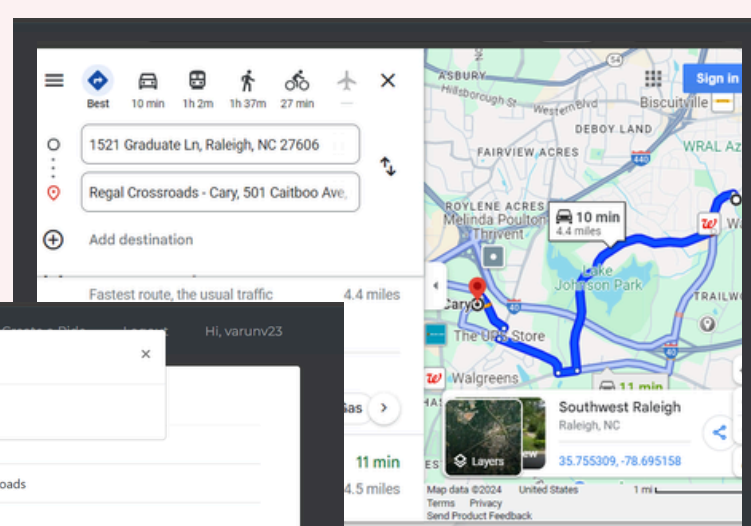 Best
10 min
1h 2m
1h 37m
27 min
—
1521 Graduate Ln, Raleigh, NC 27606
Regal Crossroads - Cary, 501 Caitboo Ave,
Add destination
Fastest route, the usual traffic
4.4 miles
11 min
4.5 miles
Hi, varunv23
×
oads
ASBURY
Hillsborough St
Western Blvd
54
Sign in
Biscuitville
DEBOY LAND
WRAL Az
FAIRVIEW ACRES
440
ROYLENE ACRES
Melinda Poulton
Thrivent
10 min
4.4 miles
Lake
Johnson Park
TRAILW
Cary
40
The UPS Store
40
Walgreens
11 min
Layers
Southwest Raleigh
Raleigh, NC
35.755309, -78.695158
Map data ©2024
United States
1 mi
Terms
Privacy
Send Product Feedback